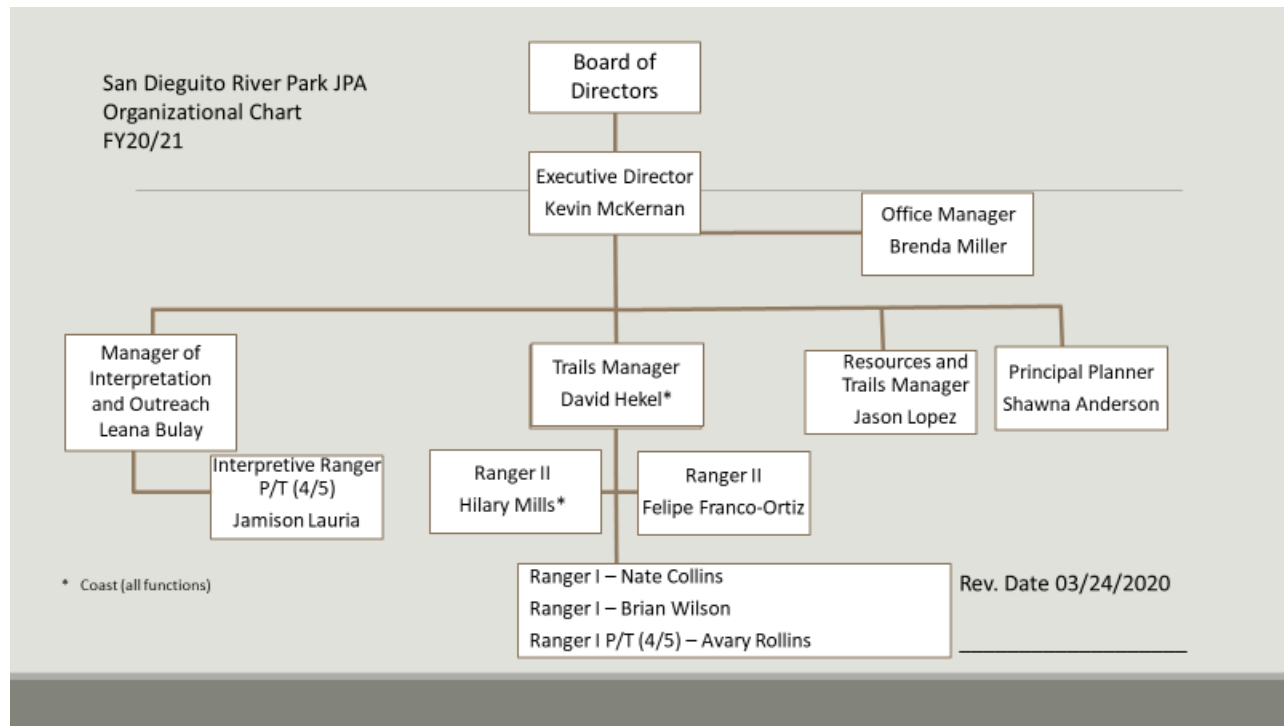 San Dieguito River Park JPA
Organizational Chart
FY20/21
Board of
Directors
Executive Director
Kevin McKernan
Office Manager
Brenda Miller
Manager of
Interpretation
and Outreach
Leana Bulay
Trails Manager
David Hekel*
Resources and
Trails Manager
Jason Lopez
Principal Planner
Shawna Anderson
Interpretive Ranger
P/T (4/5)
Jamison Lauria
Ranger II
Hilary Mills*
Ranger II
Felipe Franco-Ortiz
* Coast (all functions)
Ranger I – Nate Collins
Ranger I – Brian Wilson
Ranger I P/T (4/5) – Avary Rollins
Rev. Date 03/24/2020